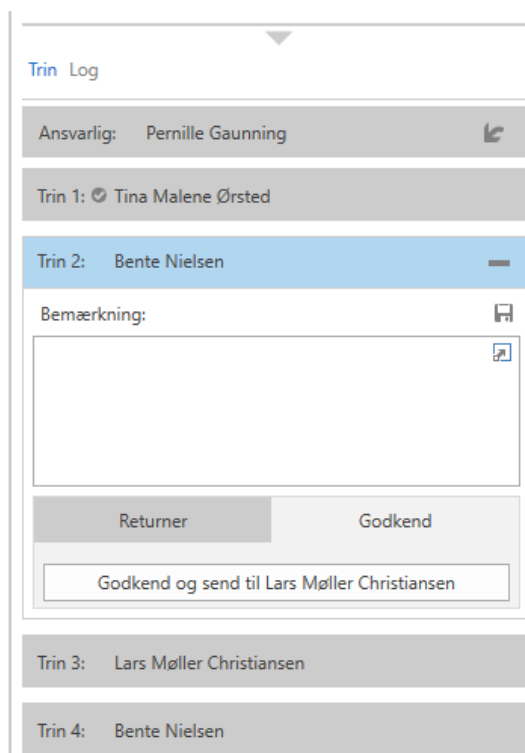 Trin Log
Ansvarlig: Pernille Gaunning
Trin 1: Tina Malene Ørsted
Trin 2: Bente Nielsen
Bemærkning:
Returner Godkend
Godkend og send til Lars Møller Christiansen
Trin 3: Lars Møller Christiansen
Trin 4: Bente Nielsen